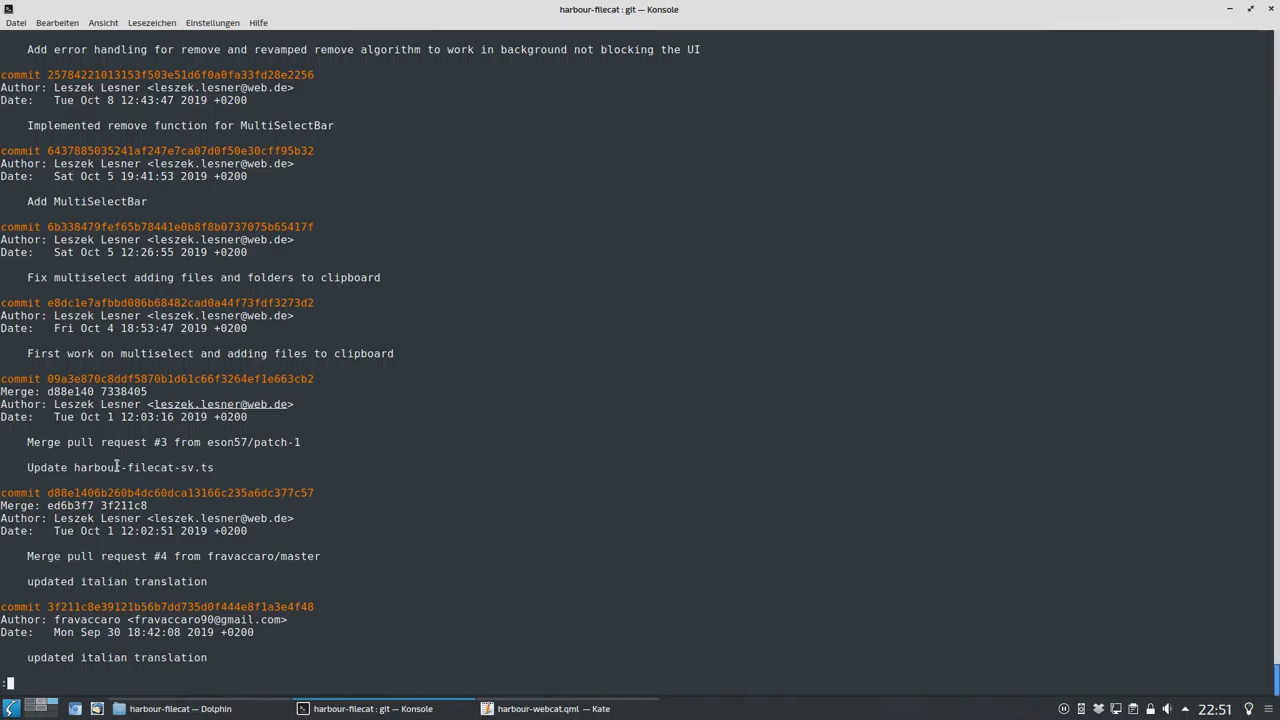 harbour-filecat : git — Konsole
Datei Bearbeiten Ansicht Lesezeichen Einstellungen Hilfe
Add error handling for remove and revamped remove algorithm to work in background not blocking the UI
commit 25784221013153f503e51d6f0a0fa33fd28e2256
Author: Leszek Lesner <leszek.lesner@web.de>
Date: Tue Oct 8 12:43:47 2019 +0200
Implemented remove function for MultiSelectBar
commit 6437885035241af247e7ca07d0f50e30cff95b32
Author: Leszek Lesner <leszek.lesner@web.de>
Date: Sat Oct 5 19:41:53 2019 +0200
Add MultiSelectBar
commit 6b338479fef65b78441e0b8f8b0737075b65417f
Author: Leszek Lesner <leszek.lesner@web.de>
Date: Sat Oct 5 12:26:55 2019 +0200
Fix multiselect adding files and folders to clipboard
commit e8dc1e7afbbd086b68482cad0a44f73fdf3273d2
Author: Leszek Lesner <leszek.lesner@web.de>
Date: Fri Oct 4 18:53:47 2019 +0200
First work on multiselect and adding files to clipboard
commit 09a3e870c8ddf5870b1d61c66f3264ef1e663cb2
Merge: d88e140 7338405
Author: Leszek Lesner <leszek.lesner@web.de>
Date: Tue Oct 1 12:03:16 2019 +0200
Merge pull request #3 from eson57/patch-1
Update harbour-filecat-sv.ts
commit d88e1406b260b4dc60dca13166c235a6dc377c57
Merge: ed6b3f7 3f211c8
Author: Leszek Lesner <leszek.lesner@web.de>
Date: Tue Oct 1 12:02:51 2019 +0200
Merge pull request #4 from fravaccaro/master
updated italian translation
commit 3f211c8e39121b56b7dd735d0f444e8f1a3e4f48
Author: fravaccaro <fravaccaro90@gmail.com>
Date: Mon Sep 30 18:42:08 2019 +0200
updated italian translation
:
harbour-filecat — Dolphin harbour-filecat : git — Konsole harbour-webcat.qml — Kate 22:51